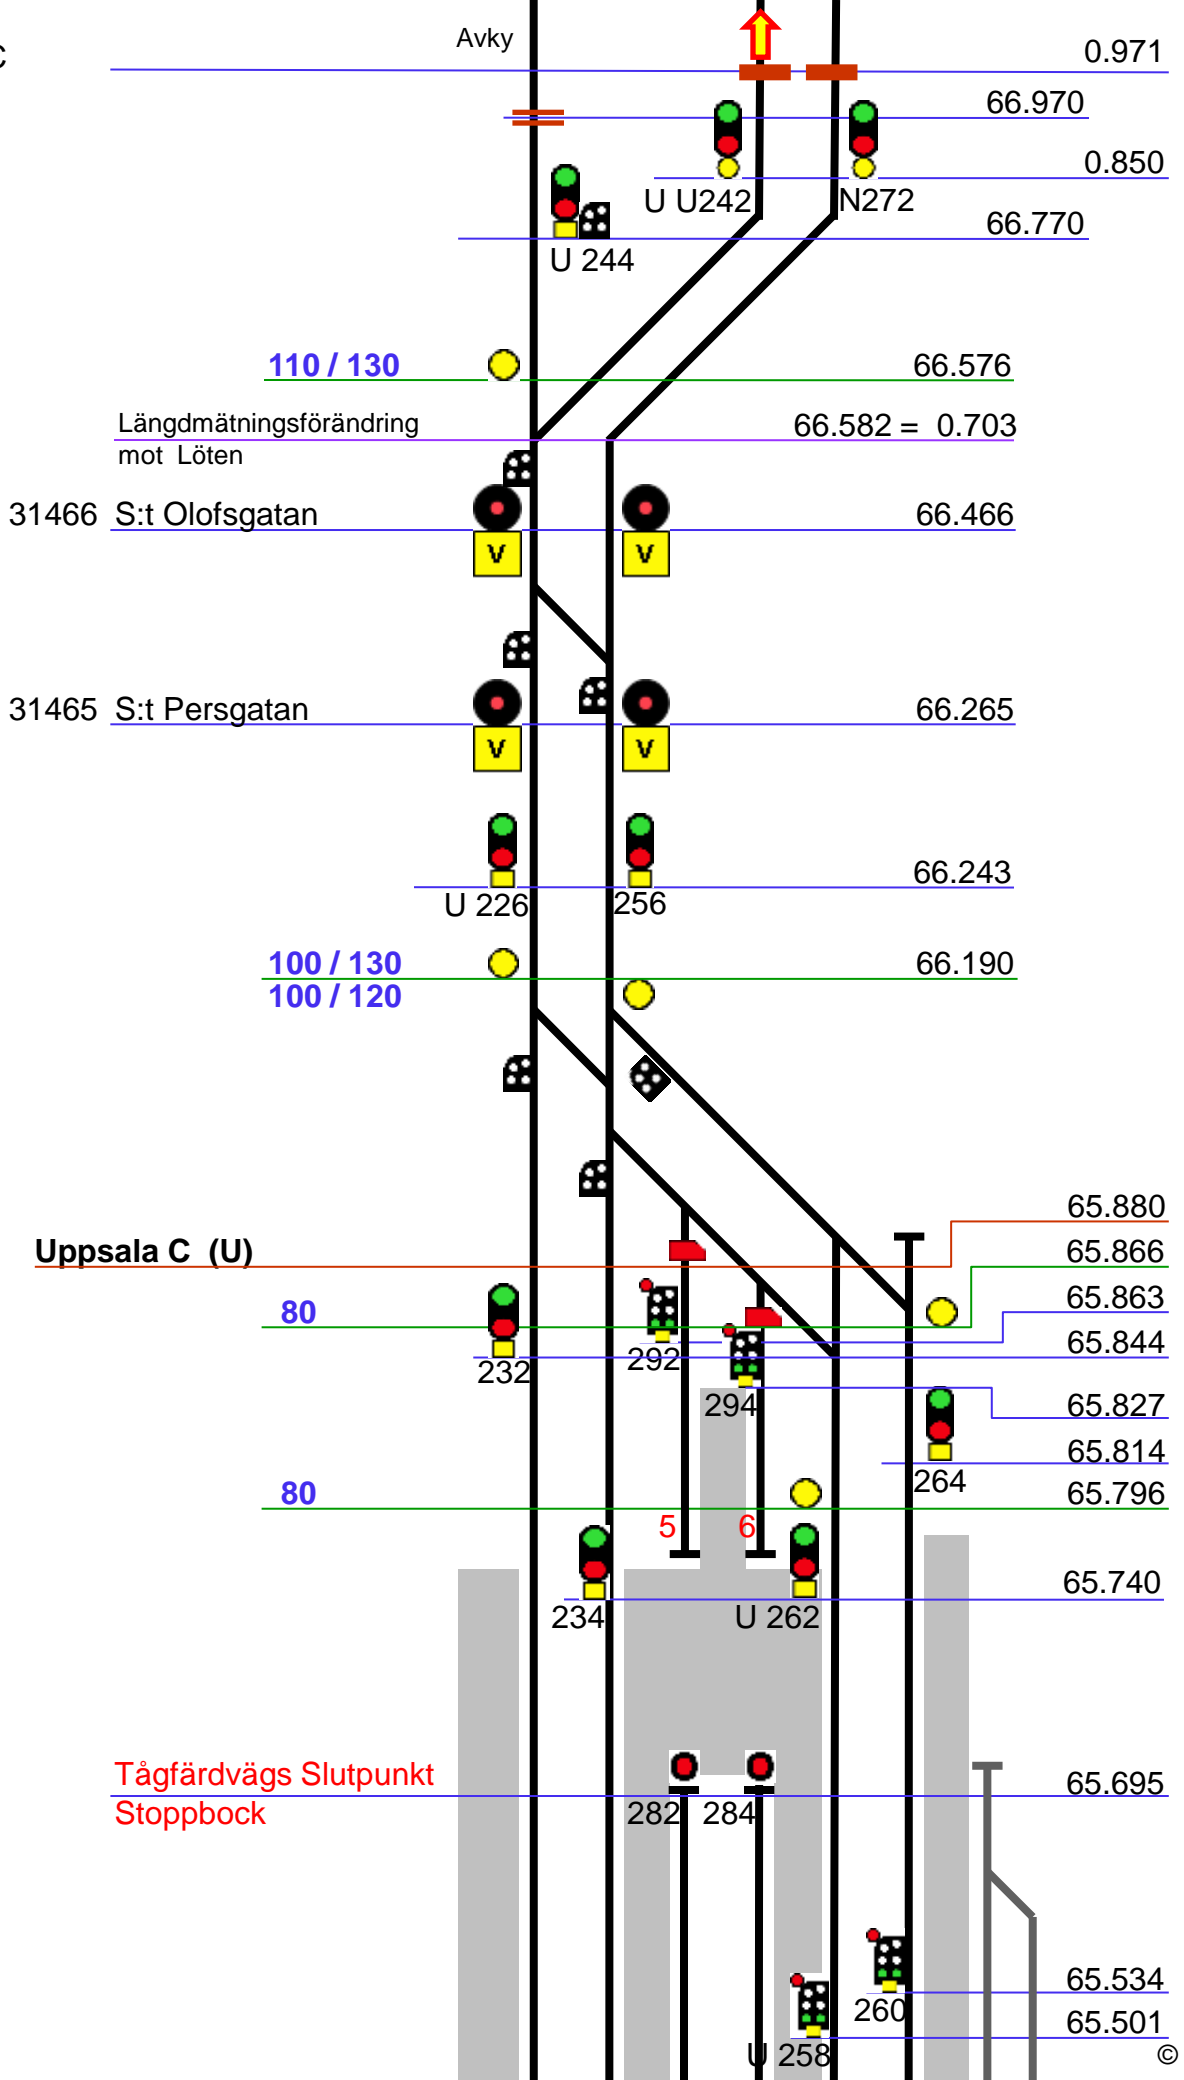 Avky
C
0.971
66.970
0.850
U U242
N272
66.770
U 244
110 / 130
66.576
Längdmätningsförändring
66.582 = 0.703
mot Löten
31466 S:t Olofsgatan
66.466
V V
31465 S:t Persgatan
66.265
V V
66.243
U 226
256
100 / 130
66.190
100 / 120
65.880
Uppsala C (U)
65.866
65.863
80
65.844
292
232
294
65.827
65.814
264
80
65.796
5 6
65.740
234
U 262
Tågfärdvägs Slutpunkt
65.695
Stoppbock
282 284
65.534
260
65.501
U 258
©